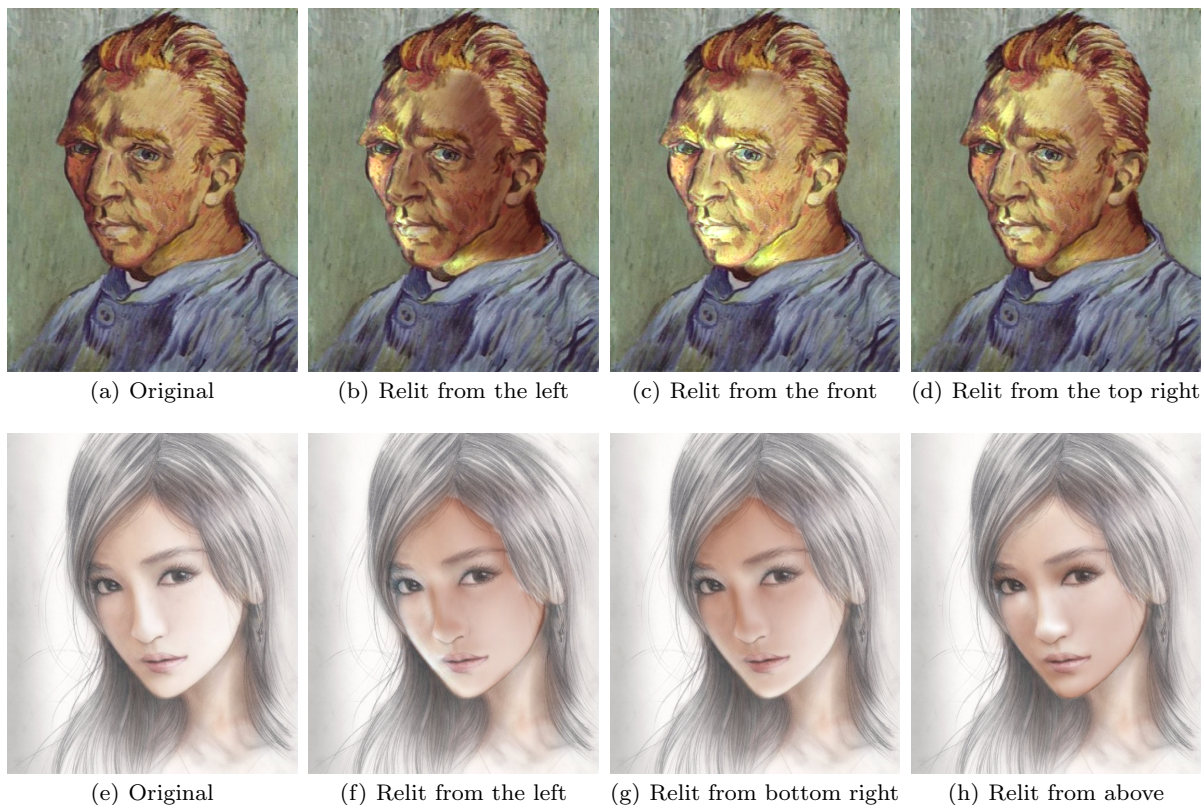 (a) Original
(b) Relit from the left
(c) Relit from the front
(d) Relit from the top right
(e) Original
(f) Relit from the left
(g) Relit from bottom right
(h) Relit from above